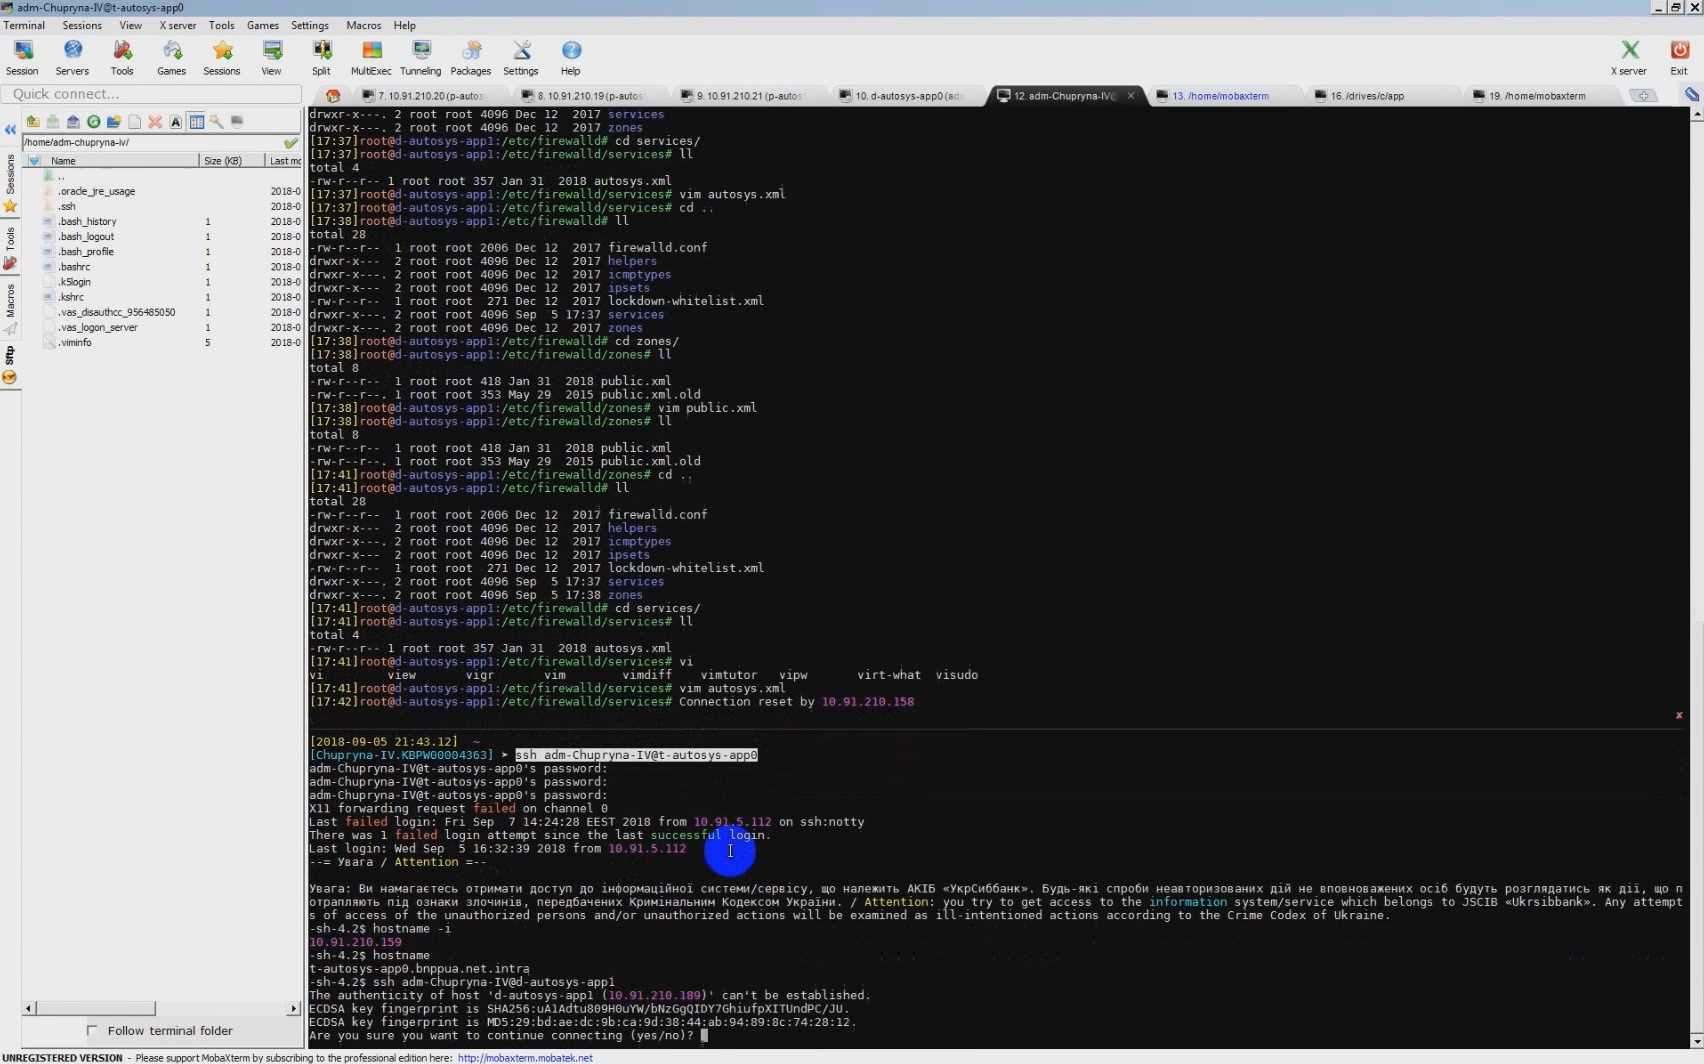 adm-Chupryna-IV@t-autosys-app0
Terminal Sessions View X server Tools Games Settings Macros Help
Session Servers Tools Games Sessions View Split MultiExec Tunneling Packages Settings Help X server Exit
Quick connect...
7. 10.91.210.20 (p-autos 8. 10.91.210.19 (p-autos 9. 10.91.210.21 (p-autos 10. d-autosys-app0 (ad 12. adm-Chupryna-IV@ 13. /home/mobaxterm 16. /drives/c/app 19. /home/mobaxterm
/home/adm-chupryna-iv/
Name Size (KB) Last mo
..
.oracle_jre_usage 2018-0
.ssh 2018-0
.bash_history 1 2018-0
.bash_logout 1 2018-0
.bash_profile 1 2018-0
.bashrc 1 2018-0
.k5login 1 2018-0
.kshrc 1 2018-0
.vas_disauthcc_956485050 1 2018-0
.vas_logon_server 1 2018-0
.viminfo 5 2018-0
Sessions
Tools
Macros
Sftp
Follow terminal folder
drwxr-x---. 2 root root 4096 Dec 12 2017 services
drwxr-x---. 2 root root 4096 Dec 12 2017 zones
[17:37]root@d-autosys-app1:/etc/firewalld# cd services/
[17:37]root@d-autosys-app1:/etc/firewalld/services# ll
total 4
-rw-r--r-- 1 root root 357 Jan 31 2018 autosys.xml
[17:37]root@d-autosys-app1:/etc/firewalld/services# vim autosys.xml
[17:37]root@d-autosys-app1:/etc/firewalld/services# cd ..
[17:38]root@d-autosys-app1:/etc/firewalld# ll
total 28
-rw-r--r-- 1 root root 2006 Dec 12 2017 firewalld.conf
drwxr-x--- 2 root root 4096 Dec 12 2017 helpers
drwxr-x---. 2 root root 4096 Dec 12 2017 icmptypes
drwxr-x--- 2 root root 4096 Dec 12 2017 ipsets
-rw-r--r-- 1 root root 271 Dec 12 2017 lockdown-whitelist.xml
drwxr-x---. 2 root root 4096 Sep 5 17:37 services
drwxr-x---. 2 root root 4096 Dec 12 2017 zones
[17:38]root@d-autosys-app1:/etc/firewalld# cd zones/
[17:38]root@d-autosys-app1:/etc/firewalld/zones# ll
total 8
-rw-r--r-- 1 root root 418 Jan 31 2018 public.xml
-rw-r--r--. 1 root root 353 May 29 2015 public.xml.old
[17:38]root@d-autosys-app1:/etc/firewalld/zones# vim public.xml
[17:38]root@d-autosys-app1:/etc/firewalld/zones# ll
total 8
-rw-r--r-- 1 root root 418 Jan 31 2018 public.xml
-rw-r--r--. 1 root root 353 May 29 2015 public.xml.old
[17:41]root@d-autosys-app1:/etc/firewalld/zones# cd ..
[17:41]root@d-autosys-app1:/etc/firewalld# ll
total 28
-rw-r--r-- 1 root root 2006 Dec 12 2017 firewalld.conf
drwxr-x--- 2 root root 4096 Dec 12 2017 helpers
drwxr-x---. 2 root root 4096 Dec 12 2017 icmptypes
drwxr-x--- 2 root root 4096 Dec 12 2017 ipsets
-rw-r--r-- 1 root root 271 Dec 12 2017 lockdown-whitelist.xml
drwxr-x---. 2 root root 4096 Sep 5 17:37 services
drwxr-x---. 2 root root 4096 Sep 5 17:38 zones
[17:41]root@d-autosys-app1:/etc/firewalld# cd services/
[17:41]root@d-autosys-app1:/etc/firewalld/services# ll
total 4
-rw-r--r-- 1 root root 357 Jan 31 2018 autosys.xml
[17:41]root@d-autosys-app1:/etc/firewalld/services# vi
vi view vigr vim vimdiff vimtutor vipw virt-what visudo
[17:41]root@d-autosys-app1:/etc/firewalld/services# vim autosys.xml
[17:42]root@d-autosys-app1:/etc/firewalld/services# Connection reset by 10.91.210.158
[2018-09-05 21:43.12] ~
[Chupryna-IV.KBPW00004363] ➤ ssh adm-Chupryna-IV@t-autosys-app0
adm-Chupryna-IV@t-autosys-app0's password:
adm-Chupryna-IV@t-autosys-app0's password:
adm-Chupryna-IV@t-autosys-app0's password:
X11 forwarding request failed on channel 0
Last failed login: Fri Sep 7 14:24:28 EEST 2018 from 10.91.5.112 on ssh:notty
There was 1 failed login attempt since the last successful login.
Last login: Wed Sep 5 16:32:39 2018 from 10.91.5.112
--= Увага / Attention =--
Увага: Ви намагаєтесь отримати доступ до інформаційної системи/сервісу, що належить АКІБ «УкрСиббанк». Будь-які спроби неавторизованих дій не вповноважених осіб будуть розглядатись як дії, що п
отрапляють під ознаки злочинів, передбачених Кримінальним Кодексом України. / Attention: you try to get access to the information system/service which belongs to JSCIB «Ukrsibbank». Any attempt
s of access of the unauthorized persons and/or unauthorized actions will be examined as ill-intentioned actions according to the Crime Codex of Ukraine.
-sh-4.2$ hostname -i
10.91.210.159
-sh-4.2$ hostname
t-autosys-app0.bnppua.net.intra
-sh-4.2$ ssh adm-Chupryna-IV@d-autosys-app1
The authenticity of host 'd-autosys-app1 (10.91.210.189)' can't be established.
ECDSA key fingerprint is SHA256:uA1Adtu809H0uYW/bNzGgQIDY7GhiufpXITUndPC/JU.
ECDSA key fingerprint is MD5:29:bd:ae:dc:9b:ca:9d:38:44:ab:94:89:8c:74:28:12.
Are you sure you want to continue connecting (yes/no)?
UNREGISTERED VERSION - Please support MobaXterm by subscribing to the professional edition here: http://mobaxterm.mobatek.net